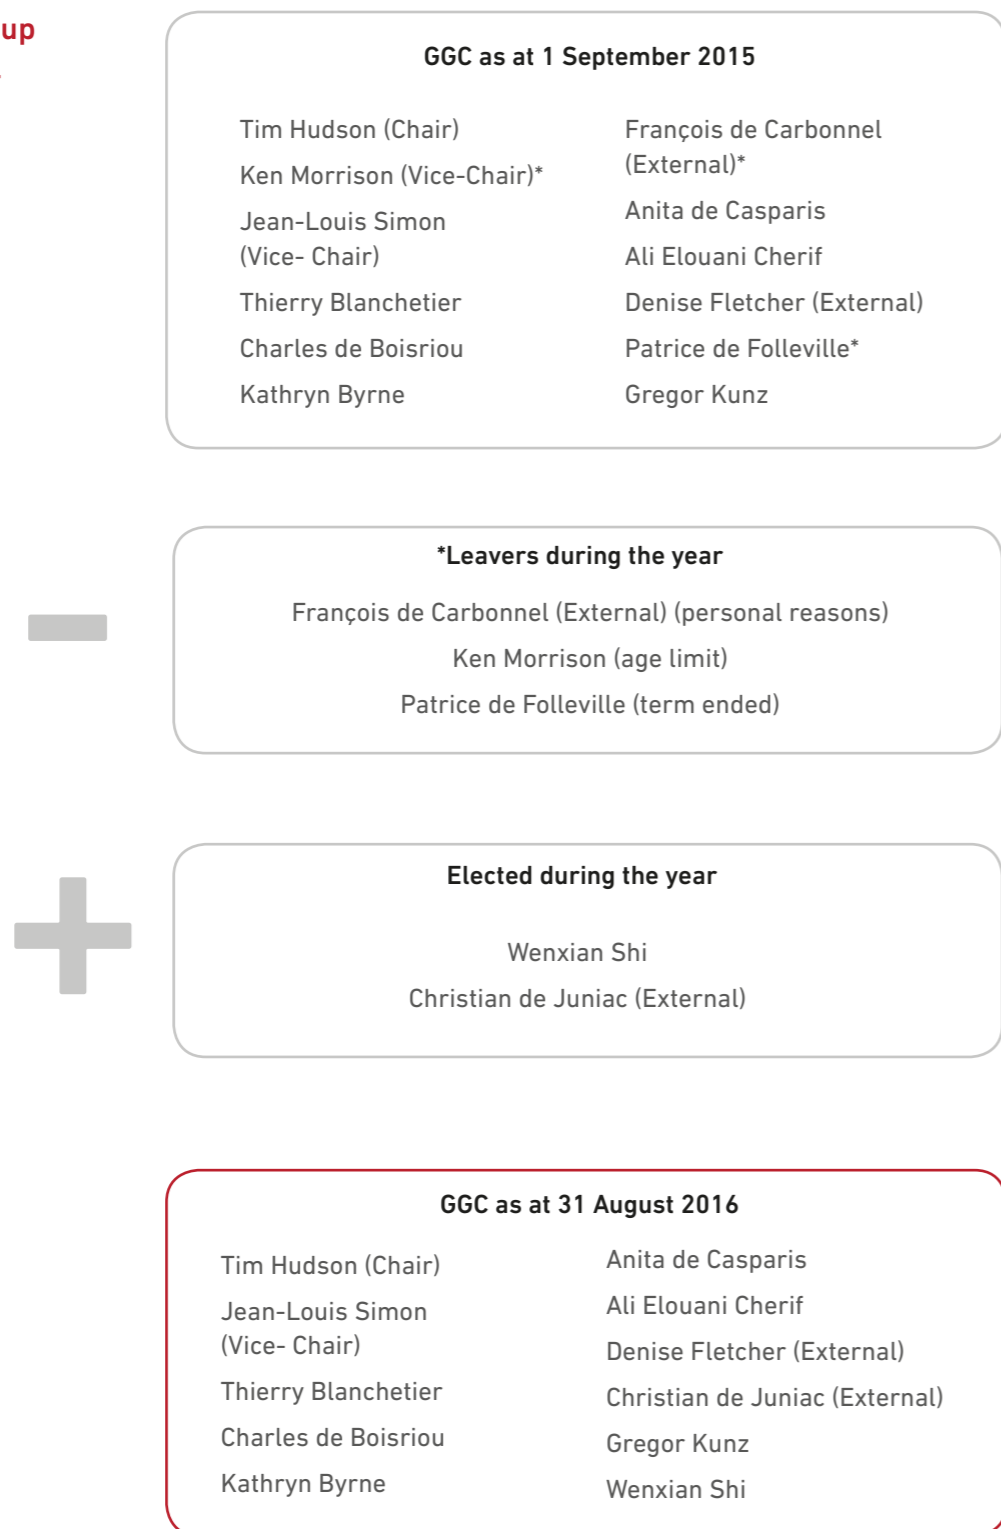 up
GGC as at 1 September 2015
Tim Hudson (Chair)
Ken Morrison (Vice-Chair)*
Jean-Louis Simon
(Vice- Chair)
Thierry Blanchetier
Charles de Boisriou
Kathryn Byrne
François de Carbonnel
(External)*
Anita de Casparis
Ali Elouani Cherif
Denise Fletcher (External)
Patrice de Folleville*
Gregor Kunz
*Leavers during the year
François de Carbonnel (External) (personal reasons)
Ken Morrison (age limit)
Patrice de Folleville (term ended)
Elected during the year
Wenxian Shi
Christian de Juniac (External)
GGC as at 31 August 2016
Tim Hudson (Chair)
Jean-Louis Simon
(Vice- Chair)
Thierry Blanchetier
Charles de Boisriou
Kathryn Byrne
Anita de Casparis
Ali Elouani Cherif
Denise Fletcher (External)
Christian de Juniac (External)
Gregor Kunz
Wenxian Shi